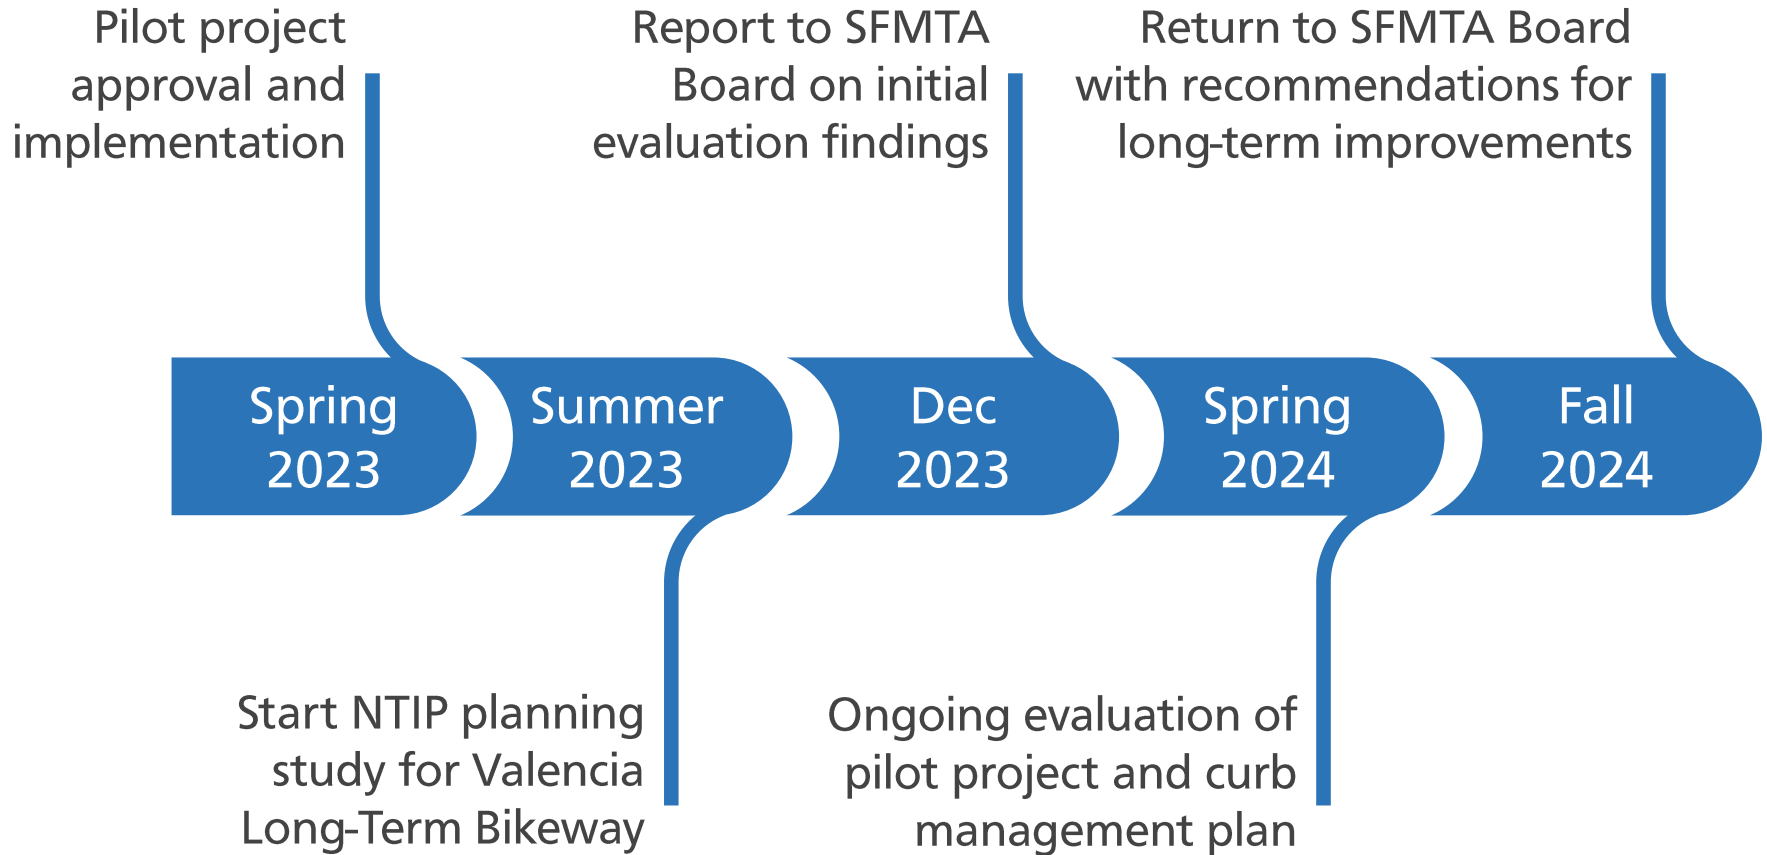 Pilot project
approval and
implementation
Report to SFMTA
Board on initial
evaluation findings
Return to SFMTA Board
with recommendations for
long-term improvements
Spring
2023
Summer
2023
Dec
2023
Spring
2024
Fall
2024
Start NTIP planning
study for Valencia
Long-Term Bikeway
Ongoing evaluation of
pilot project and curb
management plan